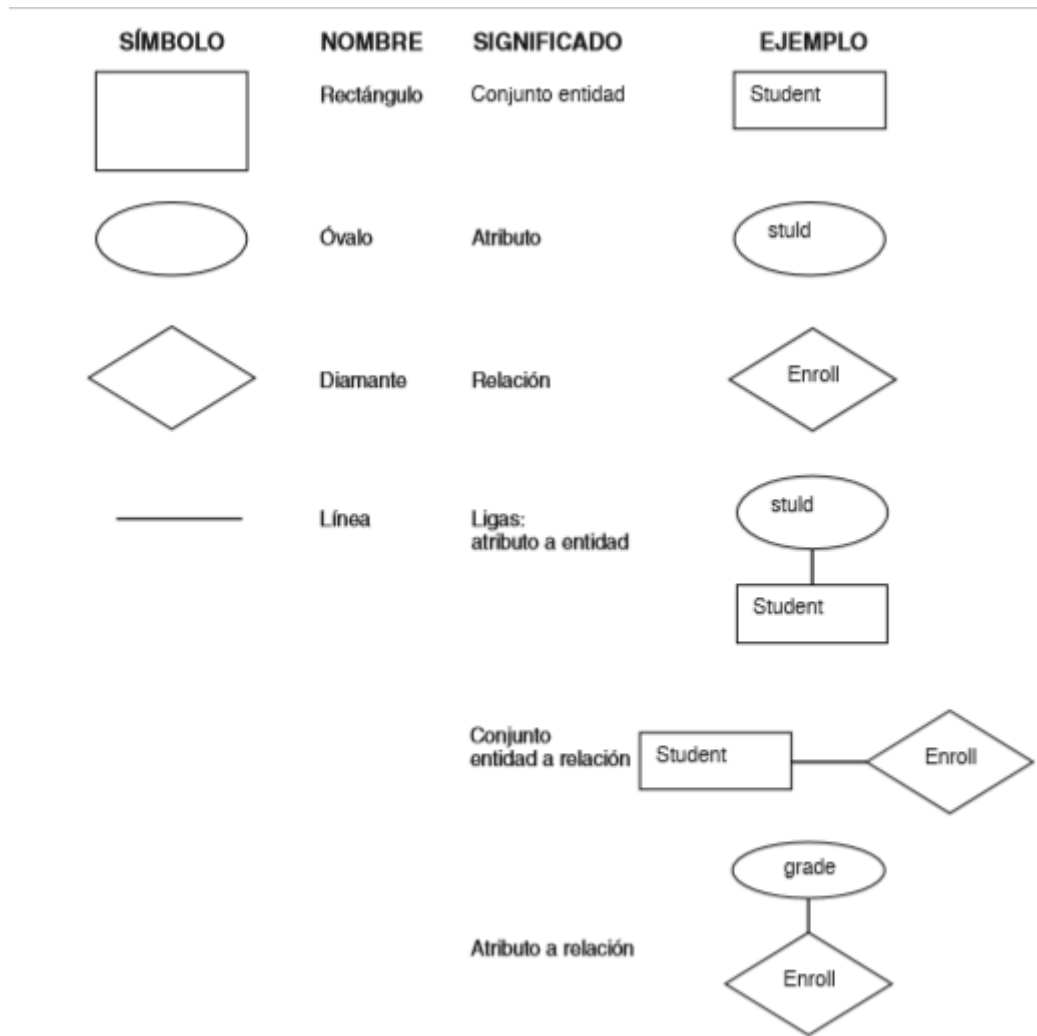 SÍMBOLO NOMBRE SIGNIFICADO EJEMPLO
Rectángulo Conjunto entidad Student
Óvalo Atributo stuId
Diamante Relación Enroll
Línea Ligas:
atributo a entidad
stuId
Student
Conjunto
entidad a relación
Student Enroll
grade
Atributo a relación
Enroll